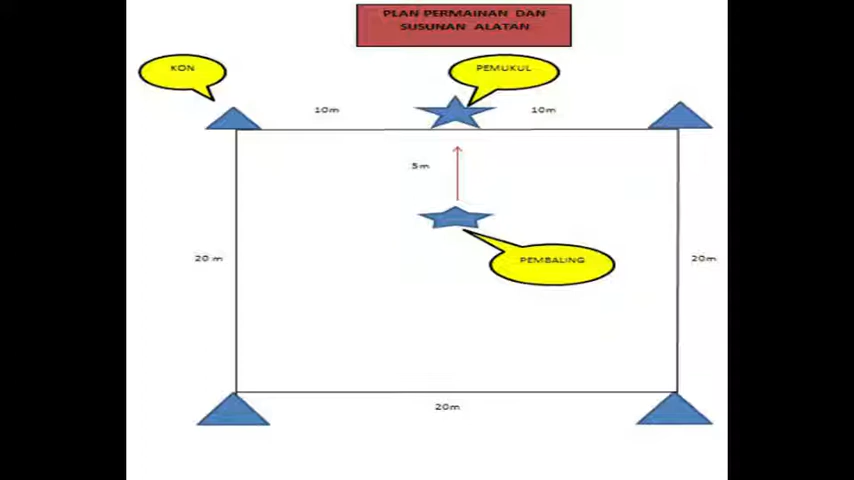 PLAN PERMAINAN DAN
SUSUNAN ALATAN
KON
PEMUKUL
10m
10m
5m
20 m
PEMBALING
20m
20m